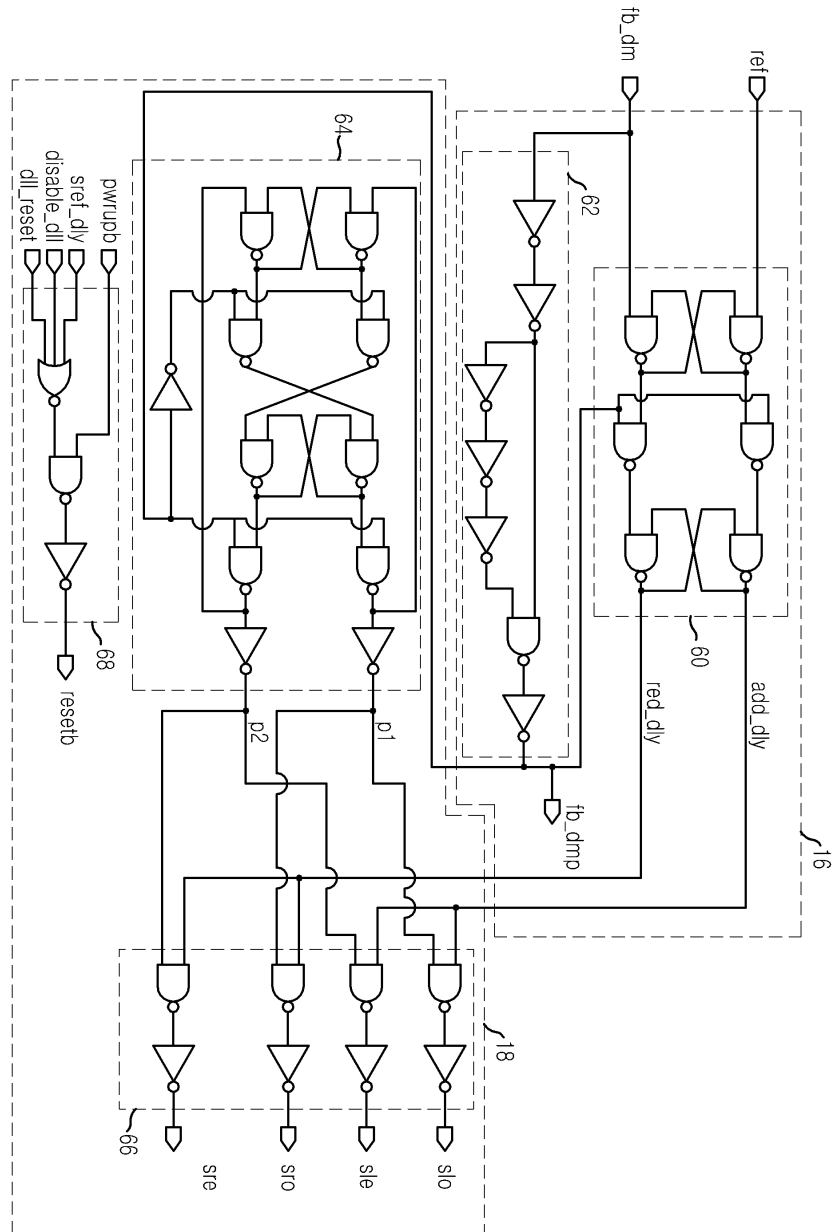 ref
fb_dm
16
60
62
add_dly
red_dly
fb_dmp
64
p1
p2
pwrupb
sref_dly
disable_dll
dll_reset
68
resetb
18
66
slo
sle
sro
sre